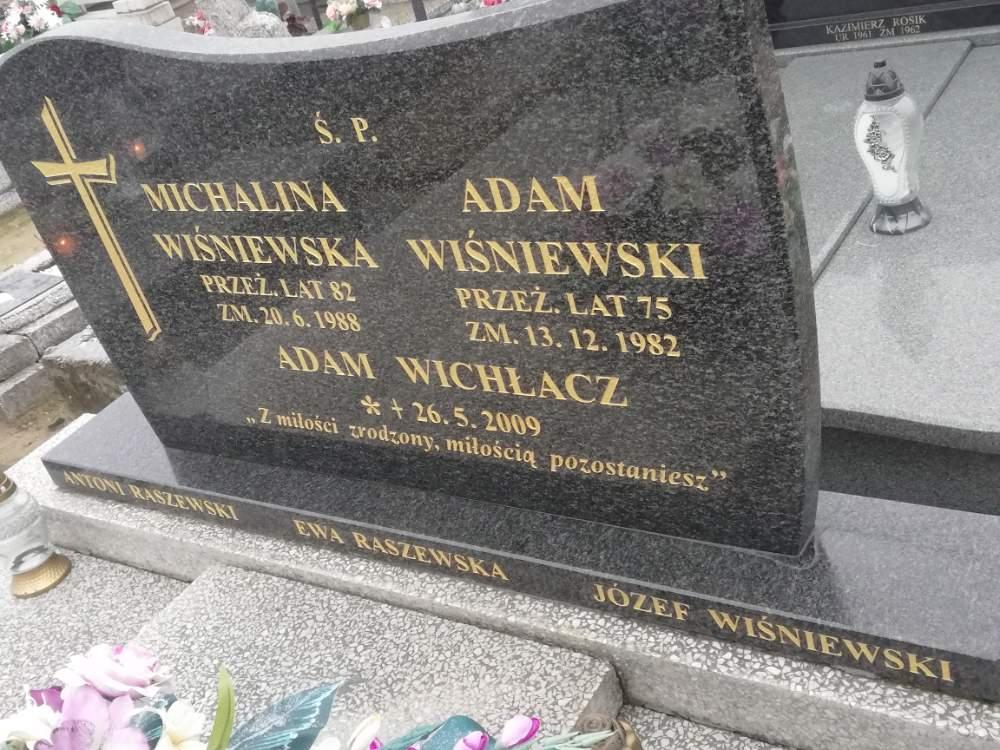 KAZIMIERZ ROSIK
UR 1961 ZM 1962
Ś. P.
MICHALINA
WIŚNIEWSKA
PRZEŻ. LAT 82
ZM. 20. 6. 1988
ADAM
WIŚNIEWSKI
PRZEŻ. LAT 75
ZM. 13. 12. 1982
ADAM WICHŁACZ
* + 26. 5. 2009
„Z miłości zrodzony, miłością pozostaniesz”
ANTONI RASZEWSKI EWA RASZEWSKA JÓZEF WIŚNIEWSKI